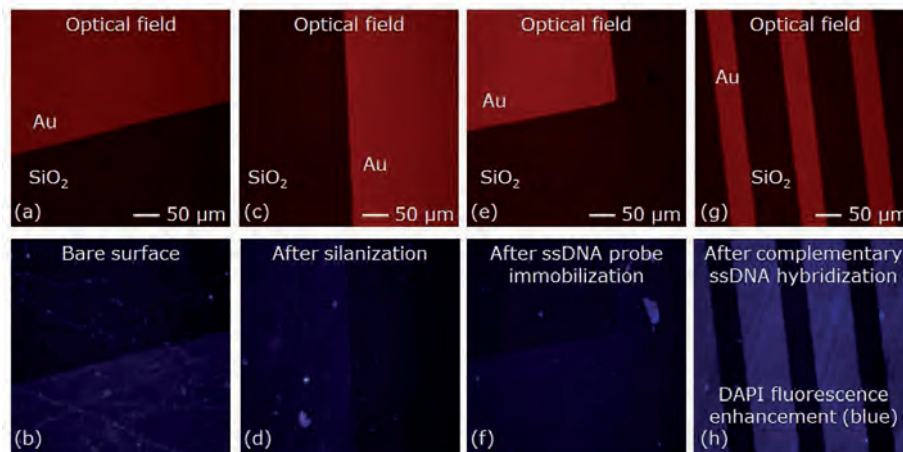 Optical field
Au
SiO₂
(a)
50 μm
Optical field
SiO₂
Au
(c)
50 μm
Optical field
Au
SiO₂
(e)
50 μm
Optical field
Au
SiO₂
(g)
50 μm
Bare surface
(b)
After silanization
(d)
After ssDNA probe
immobilization
(f)
After complementary
ssDNA hybridization
DAPI fluorescence
enhancement (blue)
(h)